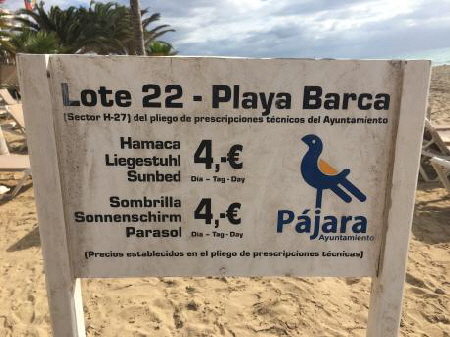 Lote 22 - Playa Barca
(Sector H-27) del pliego de prescripciones técnicos del Ayuntamiento
Hamaca
Liegestuhl
Sunbed
4,-€
Día - Tag - Day
Sombrilla
Sonnenschirm
Parasol
4,-€
Día - Tag - Day
Pájara
Ayuntamiento
(Precios establecidos en el pliego de prescripciones técnicas)